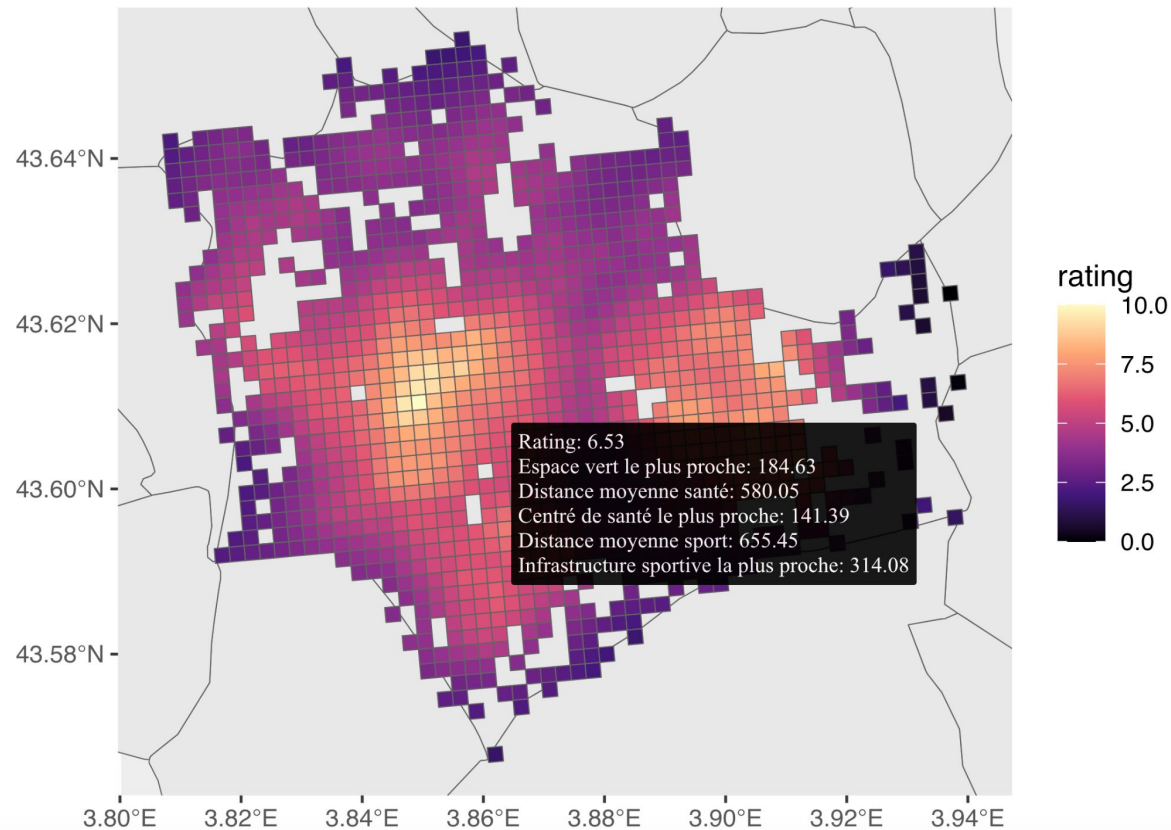 43.64°N
43.62°N
43.60°N
43.58°N
3.80°E 3.82°E 3.84°E 3.86°E 3.88°E 3.90°E 3.92°E 3.94°E
Rating: 6.53
Espace vert le plus proche: 184.63
Distance moyenne santé: 580.05
Centré de santé le plus proche: 141.39
Distance moyenne sport: 655.45
Infrastructure sportive la plus proche: 314.08
rating
10.0
7.5
5.0
2.5
0.0